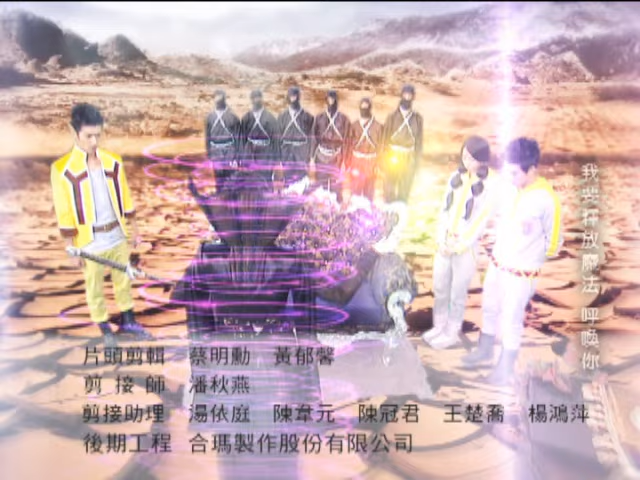 我要釋放魔法 呼喚你
片頭剪輯 蔡明勳 黃郁馨
剪接師 潘秋燕
剪接助理 湯依庭 陳韋元 陳冠君 王楚喬 楊鴻萍
後期工程 合瑪製作股份有限公司